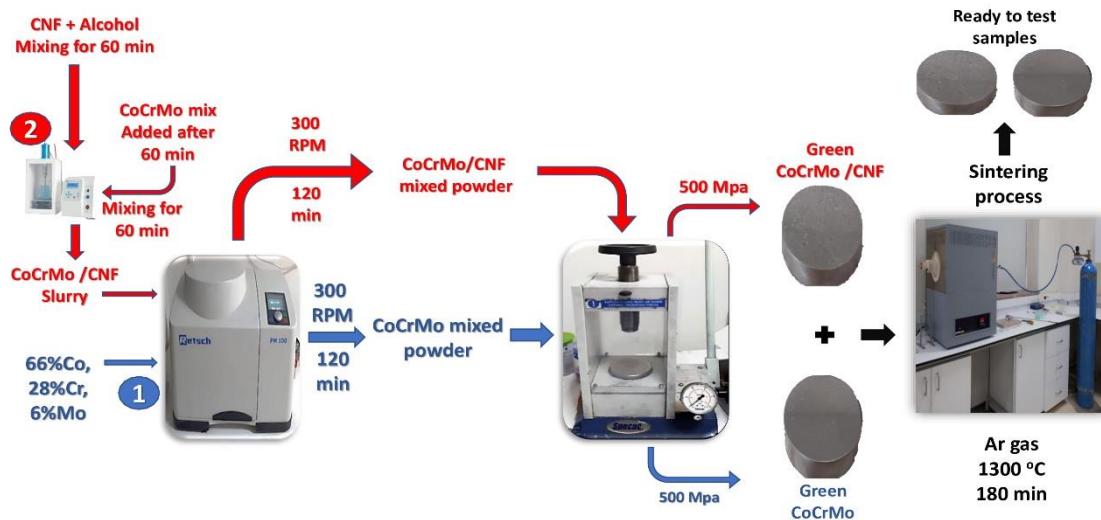 CNF + Alcohol
Mixing for 60 min
2
CoCrMo mix
Added after
60 min
Mixing for
60 min
CoCrMo /CNF
Slurry
66%Co,
28%Cr,
6%Mo
1
Retsch
PM 100
300
RPM
120
min
CoCrMo/CNF
mixed powder
300
RPM
120
min
CoCrMo mixed
powder
Specac
500 Mpa
Green
CoCrMo /CNF
+
500 Mpa
Green
CoCrMo
Ready to test
samples
Sintering
process
Ar gas
1300 ºC
180 min